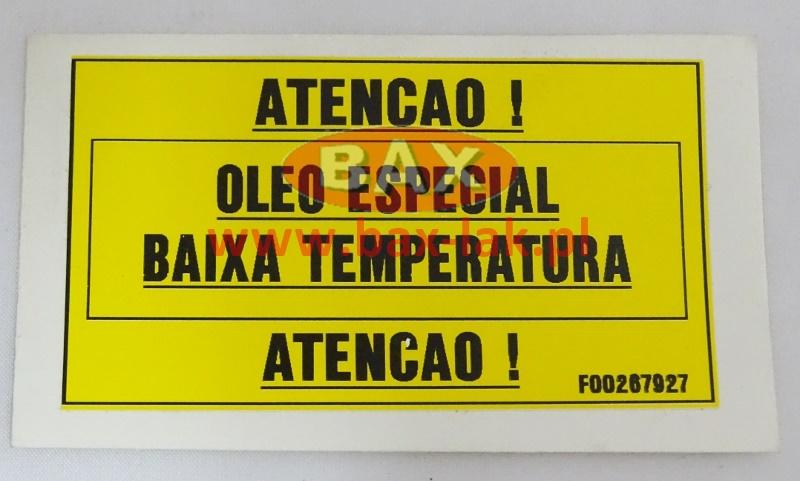 ATENCAO !
BAX
OLEO ESPECIAL
www.bax-lak.pl
BAIXA TEMPERATURA
ATENCAO !
F00267927